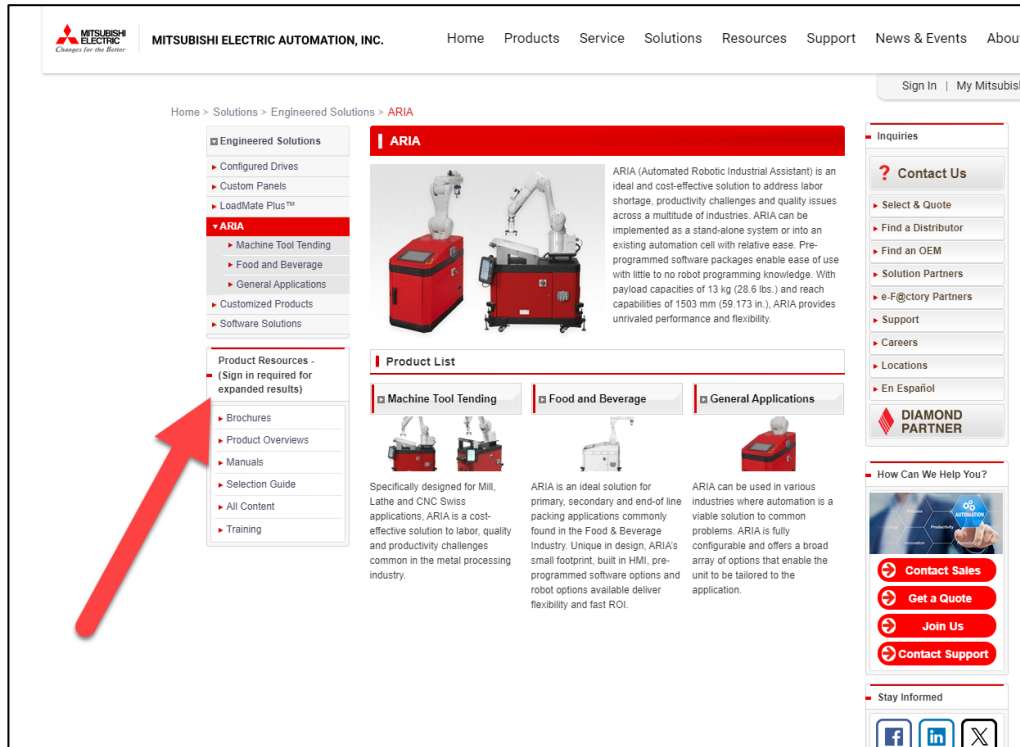 MITSUBISHI
ELECTRIC
Changes for the Better
MITSUBISHI ELECTRIC AUTOMATION, INC.
Home Products Service Solutions Resources Support News & Events Abou
Sign In | My Mitsubish
Home > Solutions > Engineered Solutions > ARIA
Engineered Solutions
Configured Drives
Custom Panels
LoadMate Plus™
ARIA
Machine Tool Tending
Food and Beverage
General Applications
Customized Products
Software Solutions
Product Resources -
(Sign in required for
expanded results)
Brochures
Product Overviews
Manuals
Selection Guide
All Content
Training
ARIA
ARIA (Automated Robotic Industrial Assistant) is an
ideal and cost-effective solution to address labor
shortage, productivity challenges and quality issues
across a multitude of industries. ARIA can be
implemented as a stand-alone system or into an
existing automation cell with relative ease. Pre-
programmed software packages enable ease of use
with little to no robot programming knowledge. With
payload capacities of 13 kg (28.6 lbs.) and reach
capabilities of 1503 mm (59.173 in.), ARIA provides
unrivaled performance and flexibility.
Product List
Machine Tool Tending
Specifically designed for Mill,
Lathe and CNC Swiss
applications, ARIA is a cost-
effective solution to labor, quality
and productivity challenges
common in the metal processing
industry.
Food and Beverage
ARIA is an ideal solution for
primary, secondary and end-of line
packing applications commonly
found in the Food & Beverage
Industry. Unique in design, ARIA's
small footprint, built in HMI, pre-
programmed software options and
robot options available deliver
flexibility and fast ROI.
General Applications
ARIA can be used in various
industries where automation is a
viable solution to common
problems. ARIA is fully
configurable and offers a broad
array of options that enable the
unit to be tailored to the
application.
Inquiries
? Contact Us
Select & Quote
Find a Distributor
Find an OEM
Solution Partners
e-F@ctory Partners
Support
Careers
Locations
En Español
DIAMOND
PARTNER
How Can We Help You?
AUTOMATION
Productivity
Innovation
Contact Sales
Get a Quote
Join Us
Contact Support
Stay Informed